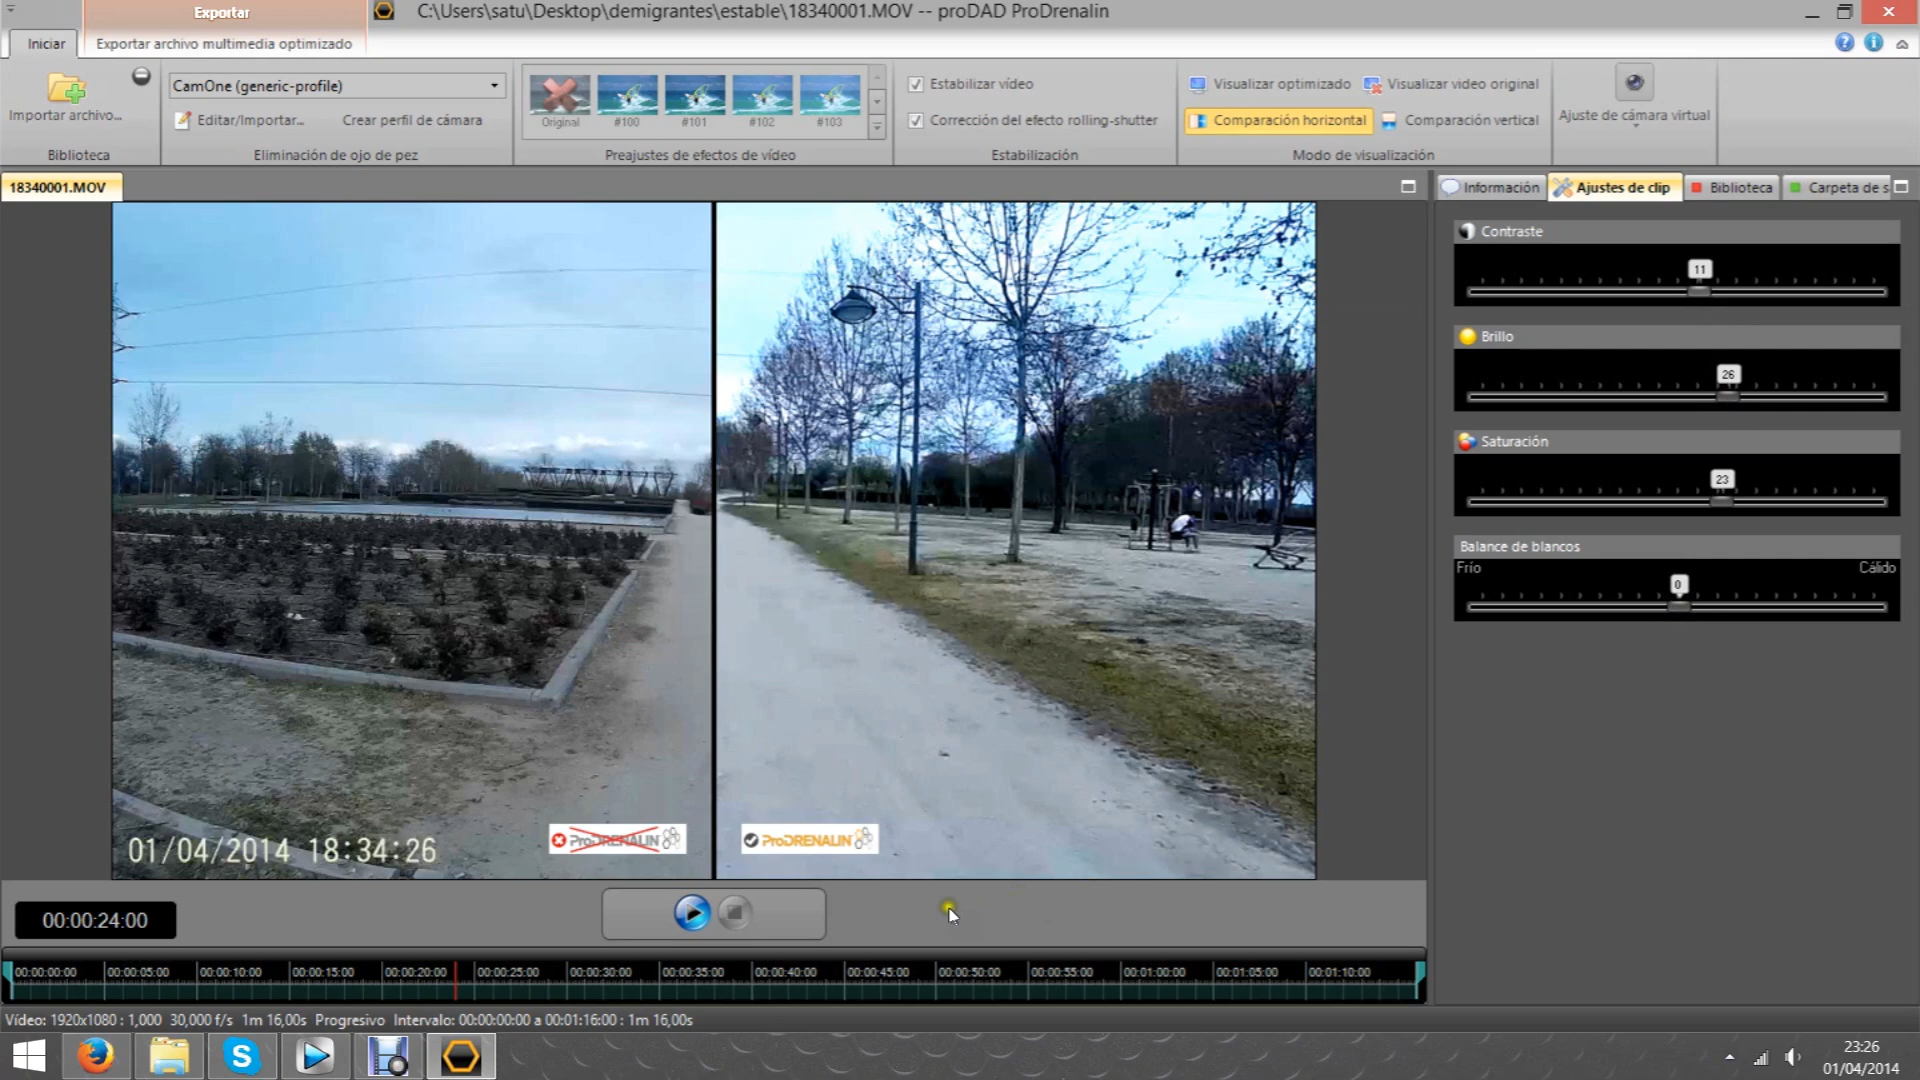 Exportar
C:\Users\satu\Desktop\demigrantes\estable\18340001.MOV -- proDAD ProDrenalin
Iniciar
Exportar archivo multimedia optimizado
Importar archivo...
Biblioteca
CamOne (generic-profile)
Editar/Importar...
Crear perfil de cámara
Eliminación de ojo de pez
Original
#100
#101
#102
#103
Preajustes de efectos de vídeo
Estabilizar vídeo
Corrección del efecto rolling-shutter
Estabilización
Visualizar optimizado
Visualizar video original
Comparación horizontal
Comparación vertical
Modo de visualización
Ajuste de cámara virtual
18340001.MOV
Información
Ajustes de clip
Biblioteca
Carpeta de s
Contraste
11
Brillo
26
Saturación
23
Balance de blancos
Frío
Cálido
0
01/04/2014 18:34:26
ProDRENALIN
ProDRENALIN
00:00:24:00
00:00:00:00
00:00:05:00
00:00:10:00
00:00:15:00
00:00:20:00
00:00:25:00
00:00:30:00
00:00:35:00
00:00:40:00
00:00:45:00
00:00:50:00
00:00:55:00
00:01:00:00
00:01:05:00
00:01:10:00
Vídeo: 1920x1080 : 1,000 30,000 f/s 1m 16,00s Progresivo Intervalo: 00:00:00:00 a 00:01:16:00 : 1m 16,00s
23:26
01/04/2014